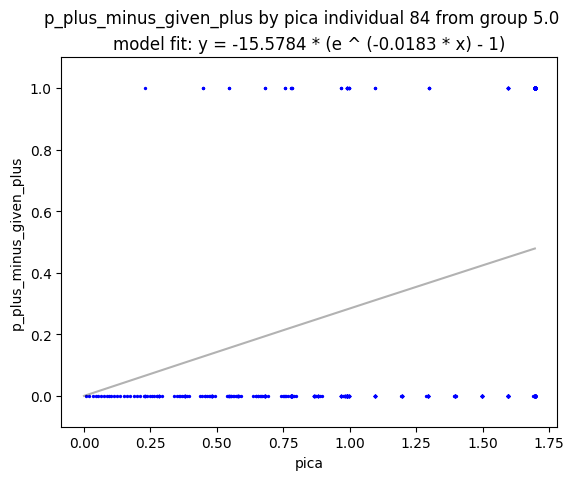 p_plus_minus_given_plus by pica individual 84 from group 5.0
model fit: y = -15.5784 * (e ^ (-0.0183 * x) - 1)
p_plus_minus_given_plus
1.0
0.8
0.6
0.4
0.2
0.0
0.00 0.25 0.50 0.75 1.00 1.25 1.50 1.75
pica